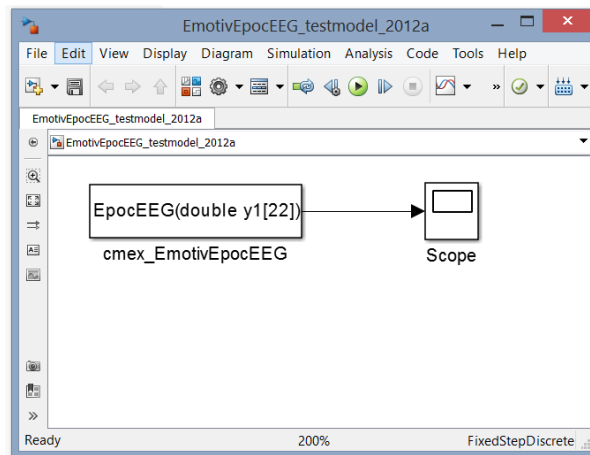 EmotivEpocEEG_testmodel_2012a
File Edit View Display Diagram Simulation Analysis Code Tools Help
»
EmotivEpocEEG_testmodel_2012a
EmotivEpocEEG_testmodel_2012a
EpocEEG(double y1[22])
cmex_EmotivEpocEEG
Scope
»
Ready 200% FixedStepDiscrete